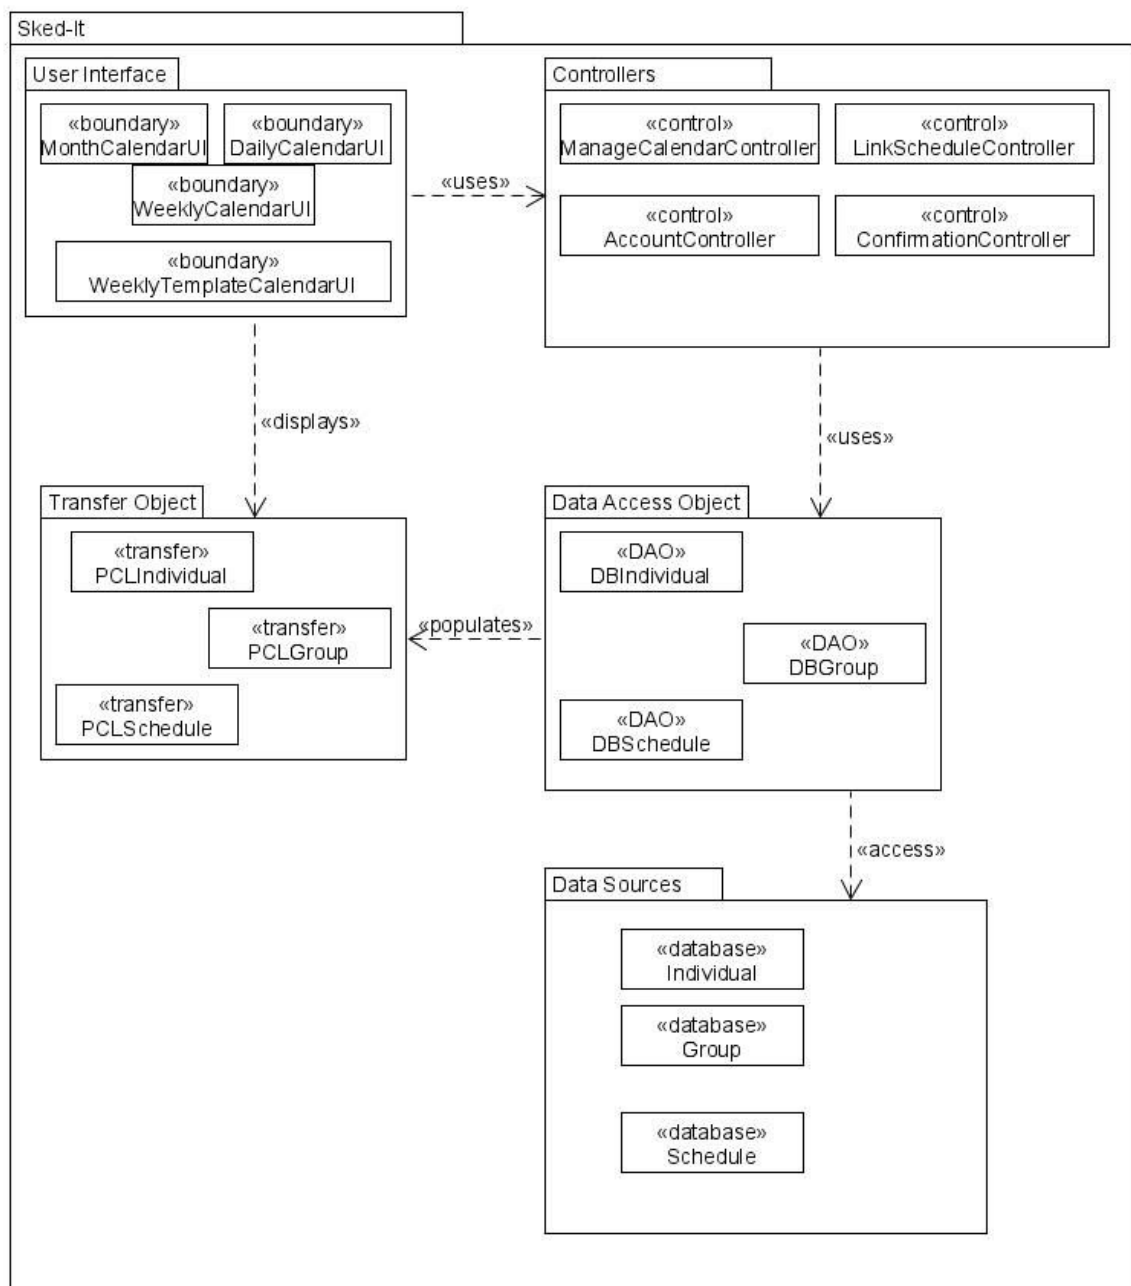 Sked-It
User Interface
«boundary»
MonthCalendarUI
«boundary»
DailyCalendarUI
«boundary»
WeeklyCalendarUI
«boundary»
WeeklyTemplateCalendarUI
«uses»
Controllers
«control»
ManageCalendarController
«control»
LinkScheduleController
«control»
AccountController
«control»
ConfirmationController
«displays»
«uses»
Transfer Object
«transfer»
PCLIndividual
«transfer»
PCLGroup
«transfer»
PCLSchedule
«populates»
Data Access Object
«DAO»
DBIndividual
«DAO»
DBGroup
«DAO»
DBSchedule
«access»
Data Sources
«database»
Individual
«database»
Group
«database»
Schedule